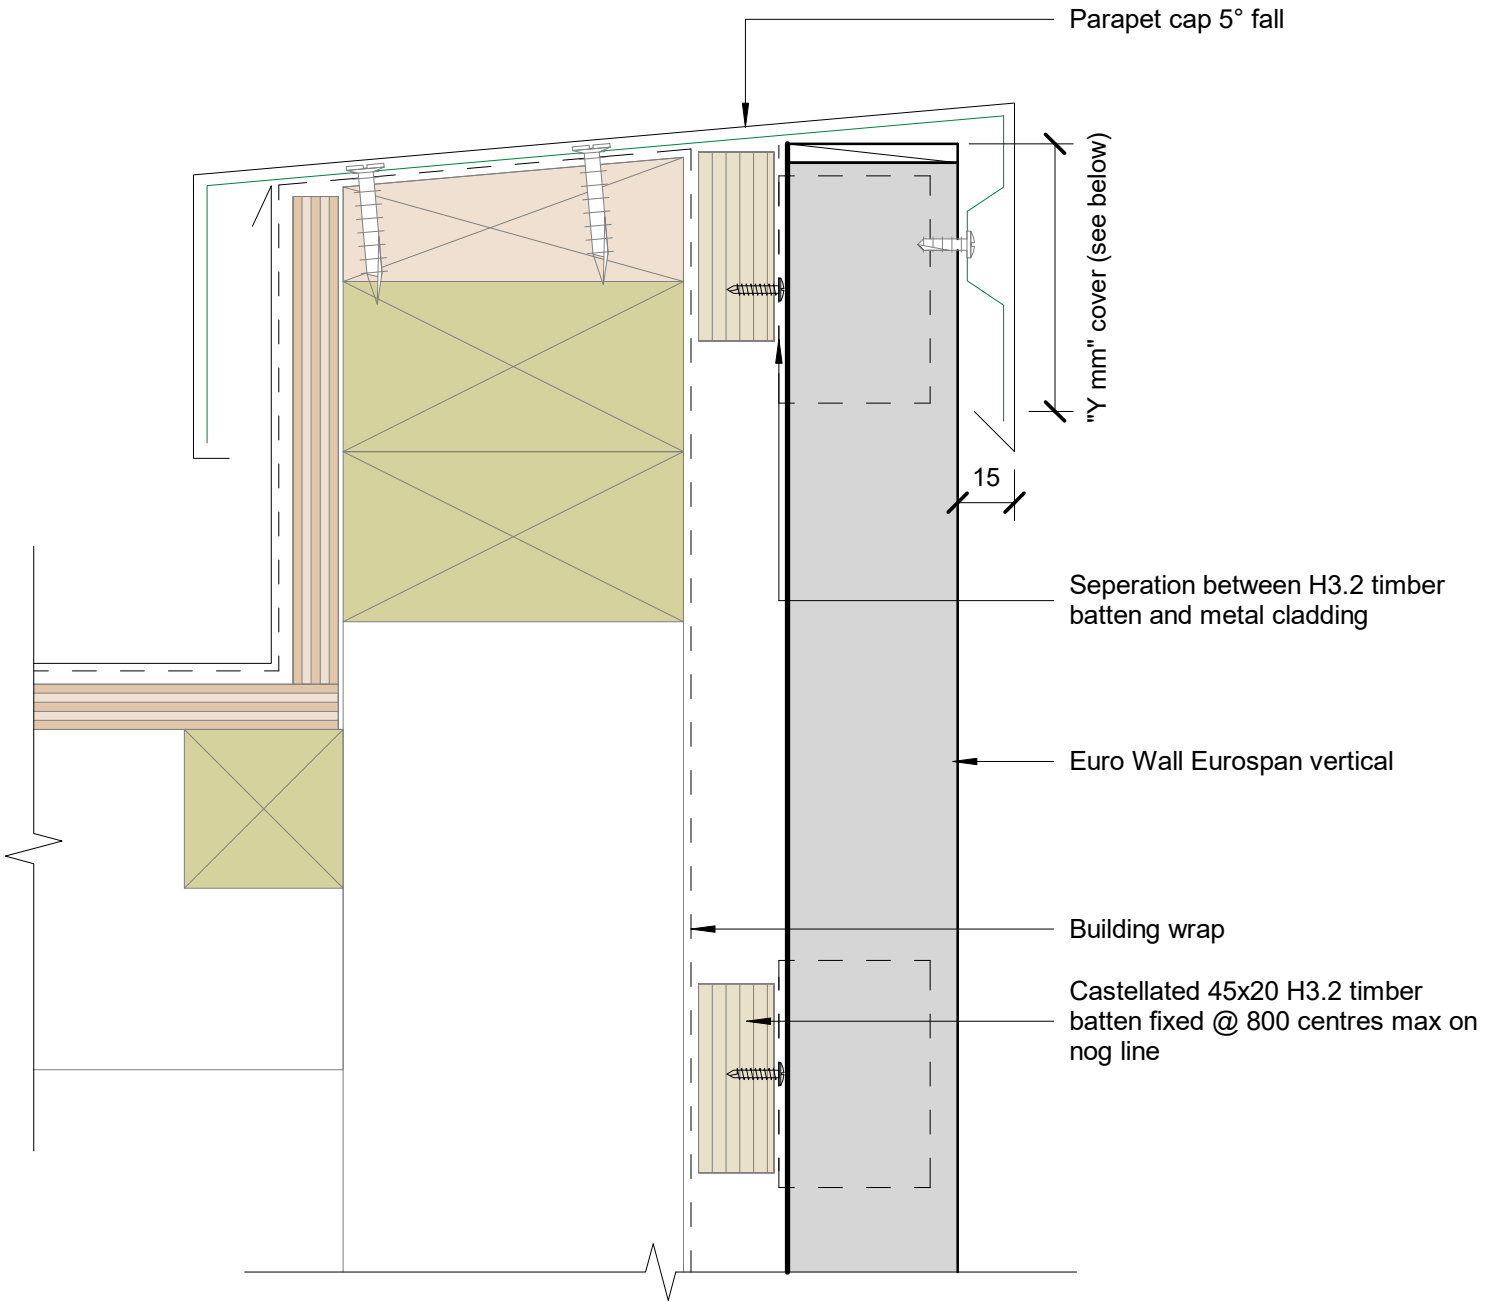 Parapet cap 5° fall
"Y mm" cover (see below)
15
Seperation between H3.2 timber
batten and metal cladding
Euro Wall Eurospan vertical
Building wrap
Castellated 45x20 H3.2 timber
batten fixed @ 800 centres max on
nog line